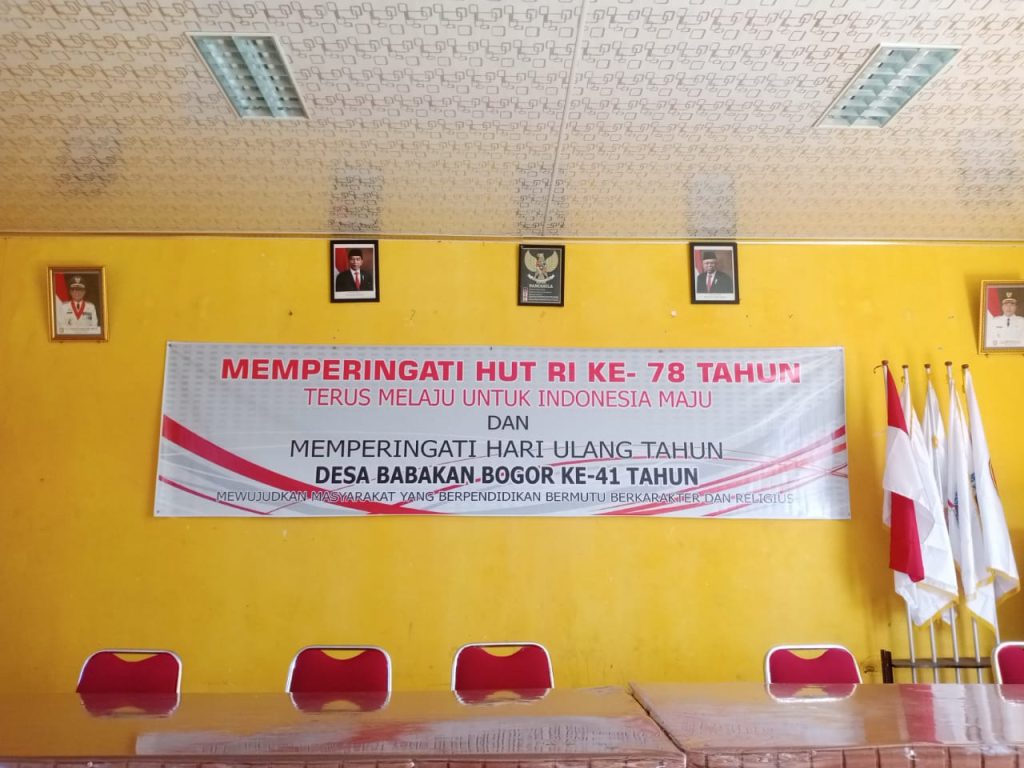 PANCASILA
MEMPERINGATI HUT RI KE- 78 TAHUN
TERUS MELAJU UNTUK INDONESIA MAJU
DAN
MEMPERINGATI HARI ULANG TAHUN
DESA BABAKAN BOGOR KE-41 TAHUN
MEWUJUDKAN MASYARAKAT YANG BERPENDIDIKAN BERMUTU BERKARAKTER DAN RELIGIUS